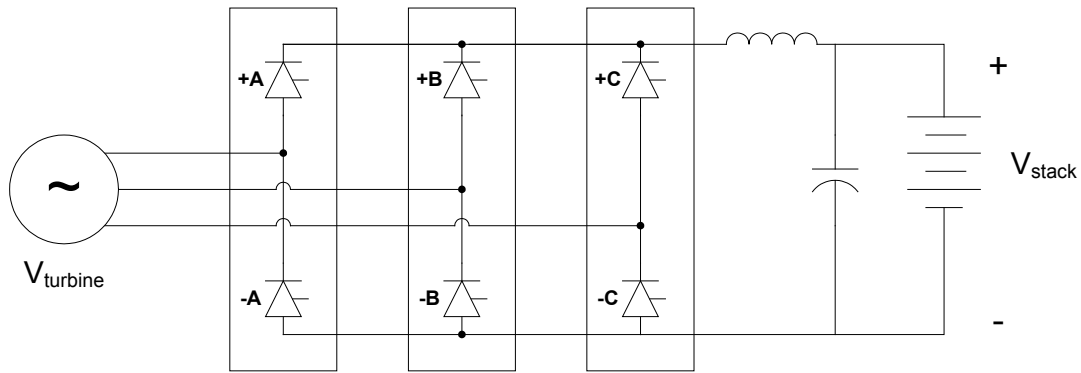 +A
+B
+C
+
~
V_stack
V_turbine
-A
-B
-C
-